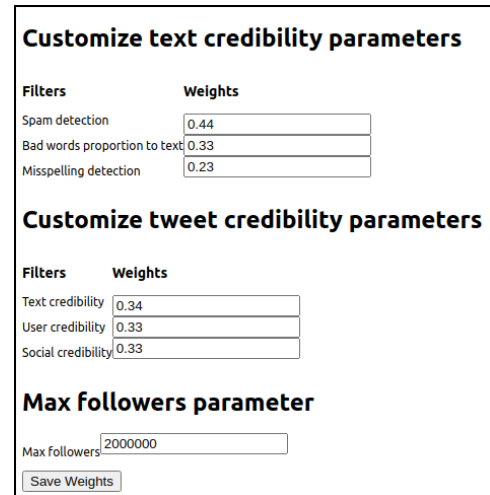 Customize text credibility parameters
Filters Weights
Spam detection 0.44
Bad words proportion to text 0.33
Misspelling detection 0.23
Customize tweet credibility parameters
Filters Weights
Text credibility 0.34
User credibility 0.33
Social credibility 0.33
Max followers parameter
Max followers 2000000
Save Weights